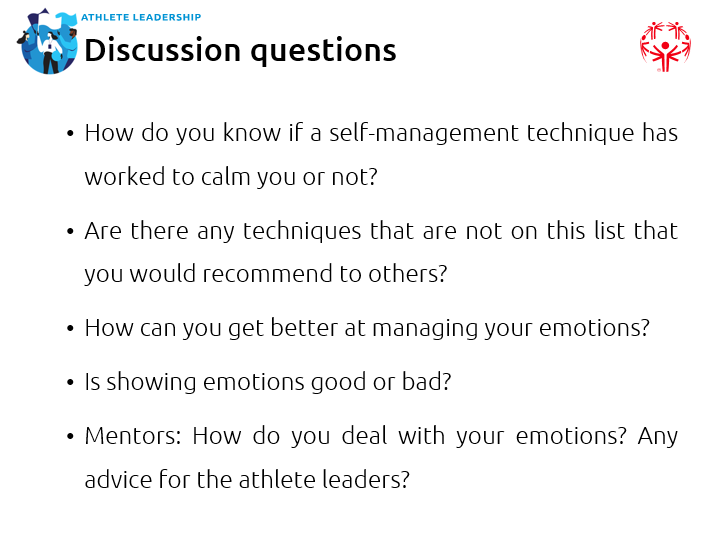 ATHLETE LEADERSHIP
Discussion questions
• How do you know if a self-management technique has
worked to calm you or not?
• Are there any techniques that are not on this list that
you would recommend to others?
• How can you get better at managing your emotions?
• Is showing emotions good or bad?
• Mentors: How do you deal with your emotions? Any
advice for the athlete leaders?